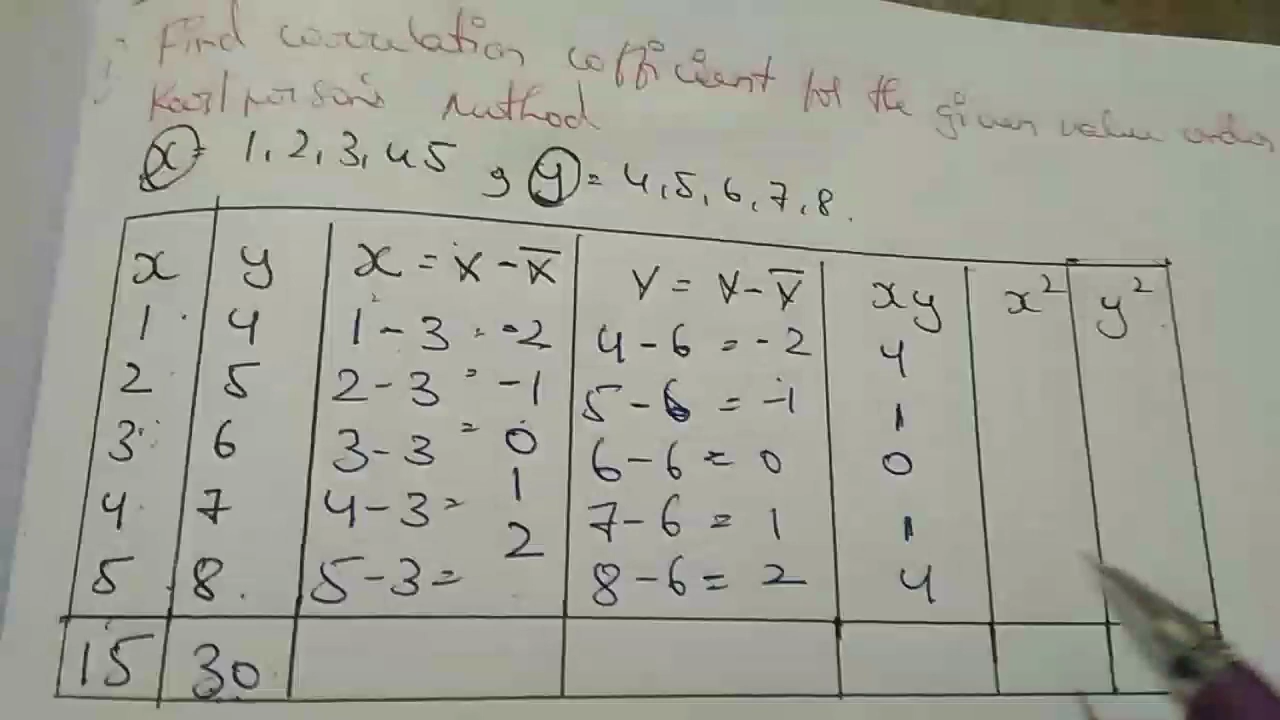 Find correlation coefficient for the given value under
Karl persons Method
x = 1, 2, 3, 4 5 , y = 4, 5, 6, 7, 8.
x y x = x - x̅ y = y - y̅ xy x² y²
1 4 1 - 3 = -2 4 - 6 = -2 4
2 5 2 - 3 = -1 5 - 6 = -1 1
3 6 3 - 3 = 0 6 - 6 = 0 0
4 7 4 - 3 = 1 7 - 6 = 1 1
5 8 5 - 3 = 2 8 - 6 = 2 4
15 30